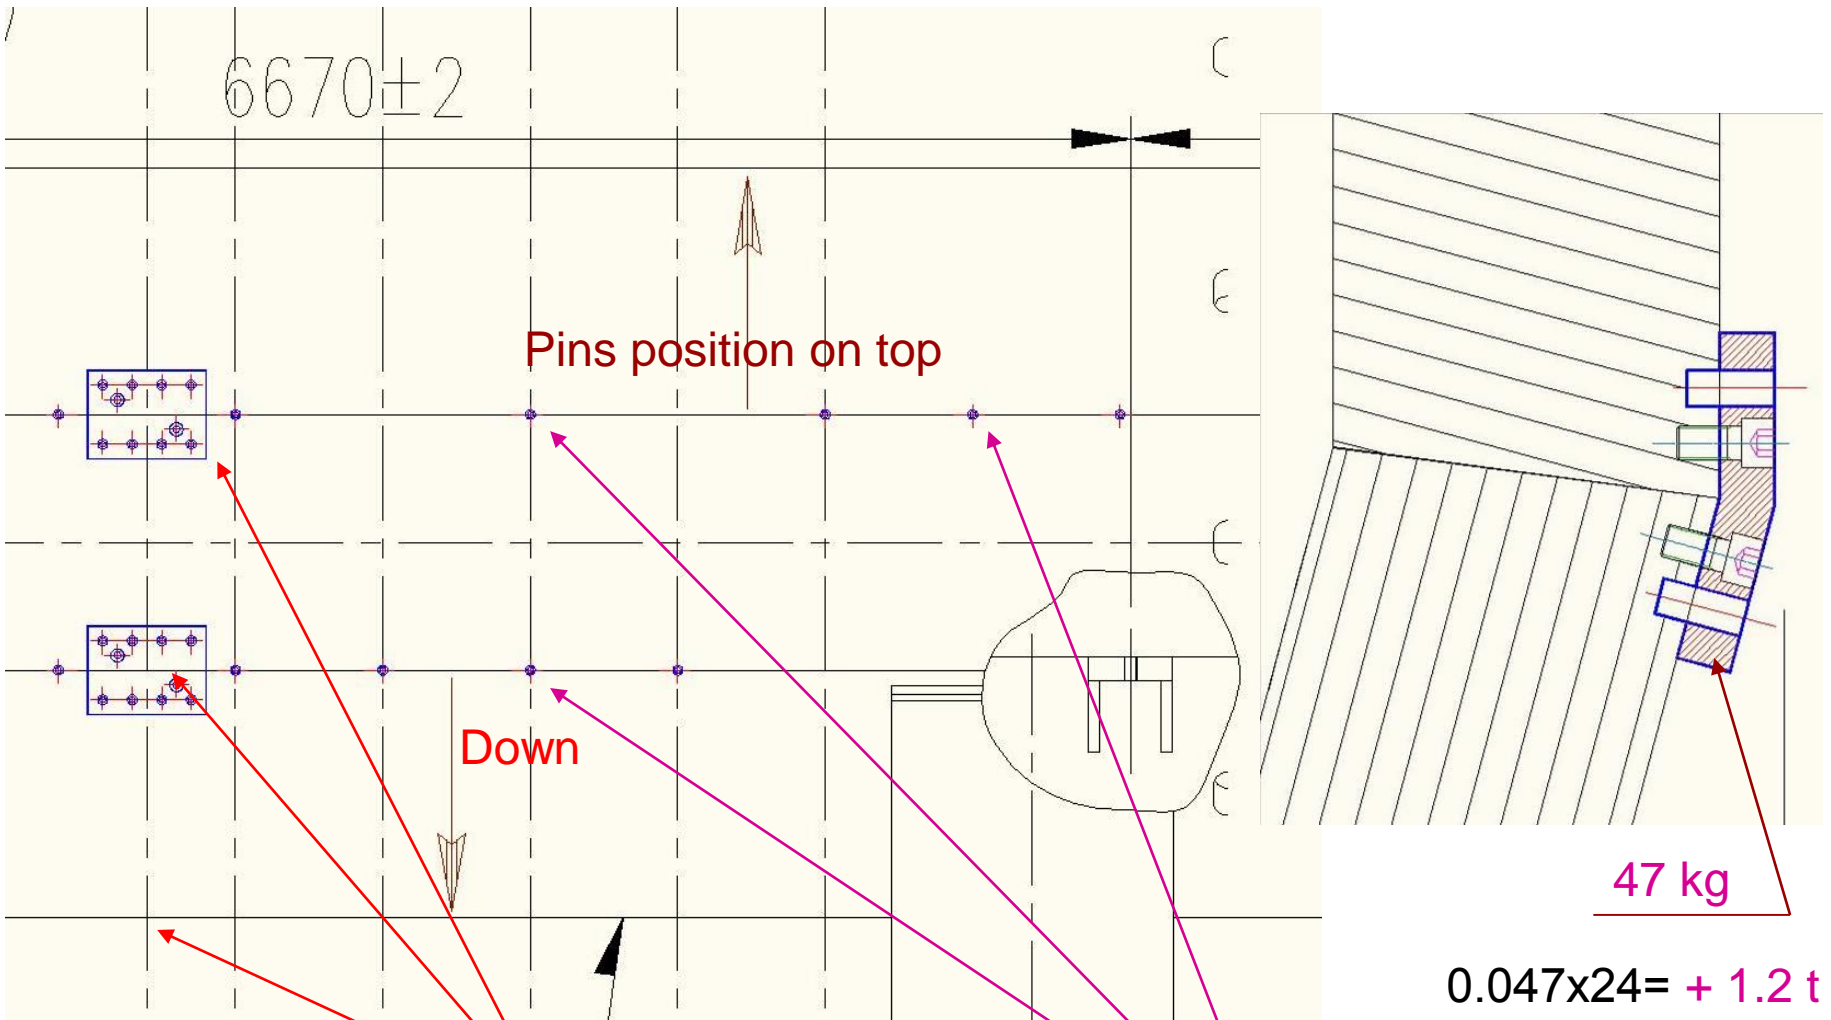 6670±2
Pins position on top
Down
47 kg
0.047x24= + 1.2 t